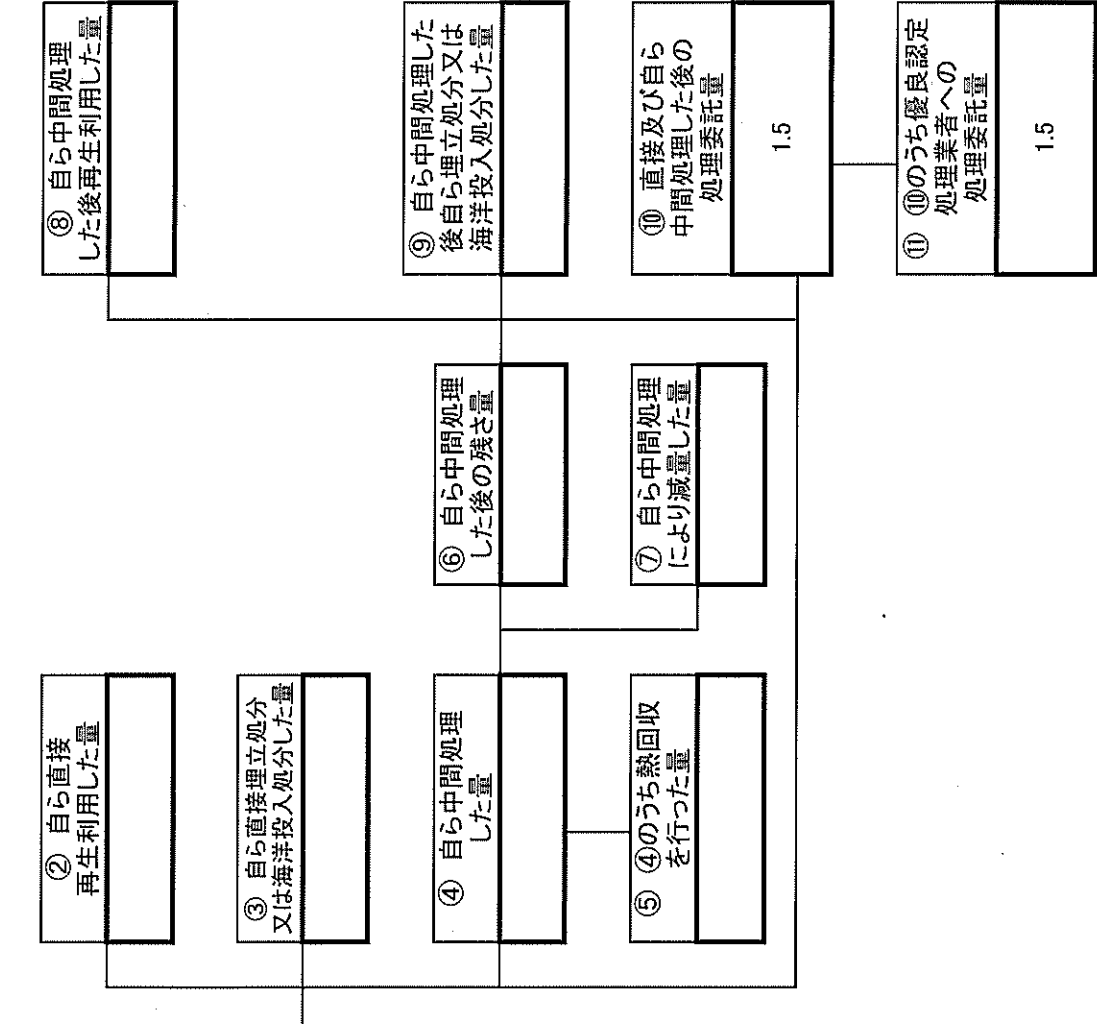 ② 自ら直接
再生利用した量
③ 自ら直接埋立処分
又は海洋投入処分した量
④ 自ら中間処理
した量
⑤ ④のうち熱回収
を行った量
⑥ 自ら中間処理
した後の残さ量
⑦ 自ら中間処理
により減量した量
⑧ 自ら中間処理
した後再生利用した量
⑨ 自ら中間処理した
後自ら埋立処分又は
海洋投入処分した量
⑩ 直接及び自ら
中間処理した後の
処理委託量
1.5
⑪ ⑩のうち優良認定
処理業者への
処理委託量
1.5